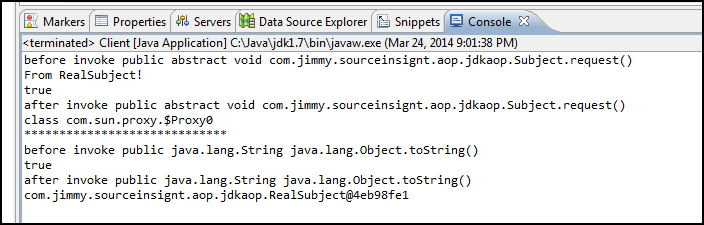 Markers Properties Servers Data Source Explorer Snippets Console
<terminated> Client [Java Application] C:\Java\jdk1.7\bin\javaw.exe (Mar 24, 2014 9:01:38 PM)
before invoke public abstract void com.jimmy.sourceinsignt.aop.jdkaop.Subject.request()
From RealSubject!
true
after invoke public abstract void com.jimmy.sourceinsignt.aop.jdkaop.Subject.request()
class com.sun.proxy.$Proxy0
*****************************
before invoke public java.lang.String java.lang.Object.toString()
true
after invoke public java.lang.String java.lang.Object.toString()
com.jimmy.sourceinsignt.aop.jdkaop.RealSubject@4eb98fe1